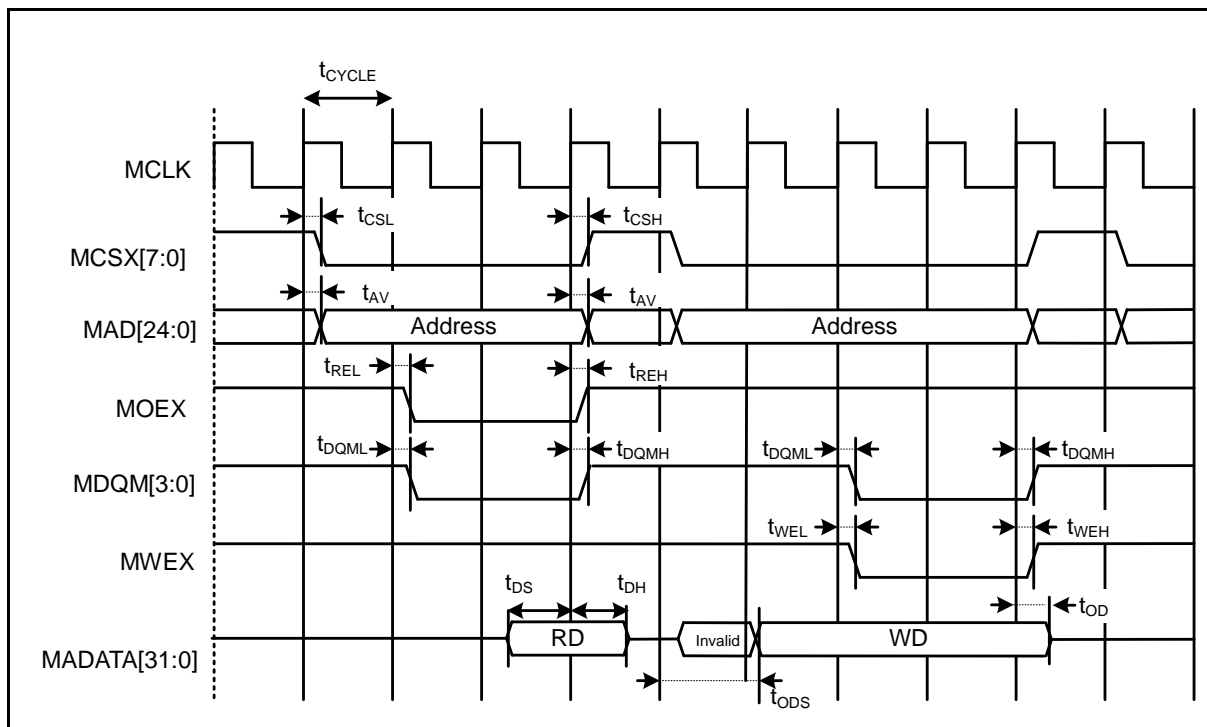 tCYCLE
MCLK
tCSL tCSH
MCSX[7:0]
tAV tAV
MAD[24:0] Address Address
tREL tREH
MOEX
tDQML tDQMH tDQML tDQMH
MDQM[3:0]
tWEL tWEH
MWEX
tDS tDH tOD
RD Invalid WD
MADATA[31:0]
tODS